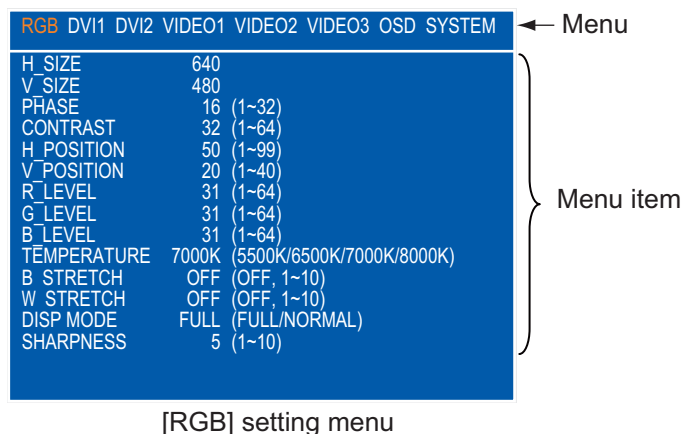 RGB DVI1 DVI2 VIDEO1 VIDEO2 VIDEO3 OSD SYSTEM
Menu
H_SIZE 640
V_SIZE 480
PHASE 16 (1~32)
CONTRAST 32 (1~64)
H_POSITION 50 (1~99)
V_POSITION 20 (1~40)
R_LEVEL 31 (1~64)
G_LEVEL 31 (1~64)
B_LEVEL 31 (1~64)
TEMPERATURE 7000K (5500K/6500K/7000K/8000K)
B STRETCH OFF (OFF, 1~10)
W STRETCH OFF (OFF, 1~10)
DISP MODE FULL (FULL/NORMAL)
SHARPNESS 5 (1~10)
Menu item
[RGB] setting menu